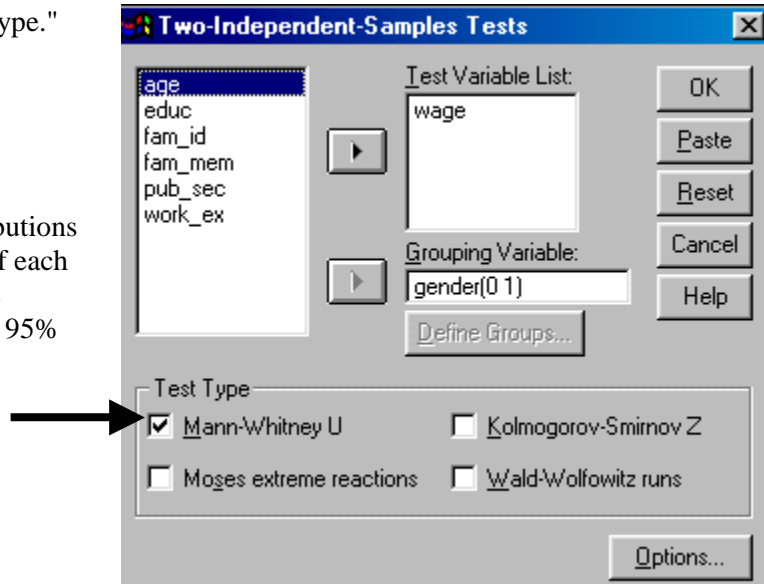 ype."
butions
f each
95%
Two-Independent-Samples Tests
age
educ
fam_id
fam_mem
pub_sec
work_ex
Test Variable List:
wage
Grouping Variable:
gender(0 1)
Define Groups...
OK
Paste
Reset
Cancel
Help
Test Type
Mann-Whitney U
Kolmogorov-Smirnov Z
Moses extreme reactions
Wald-Wolfowitz runs
Options...